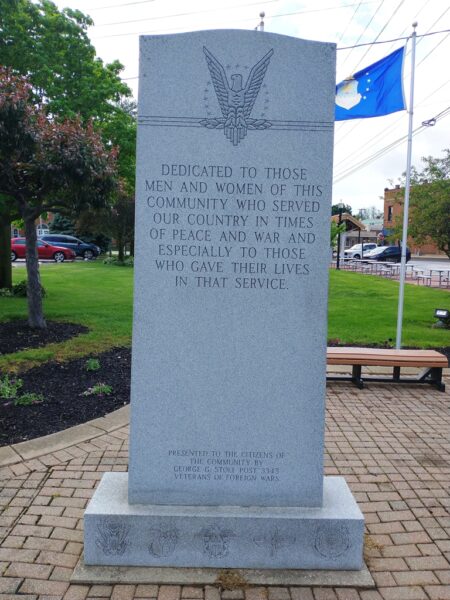 DEDICATED TO THOSE
MEN AND WOMEN OF THIS
COMMUNITY WHO SERVED
OUR COUNTRY IN TIMES
OF PEACE AND WAR AND
ESPECIALLY TO THOSE
WHO GAVE THEIR LIVES
IN THAT SERVICE.
PRESENTED TO THE CITIZENS OF
THE COMMUNITY BY
GEORGE G. STOLL POST 3343
VETERANS OF FOREIGN WARS